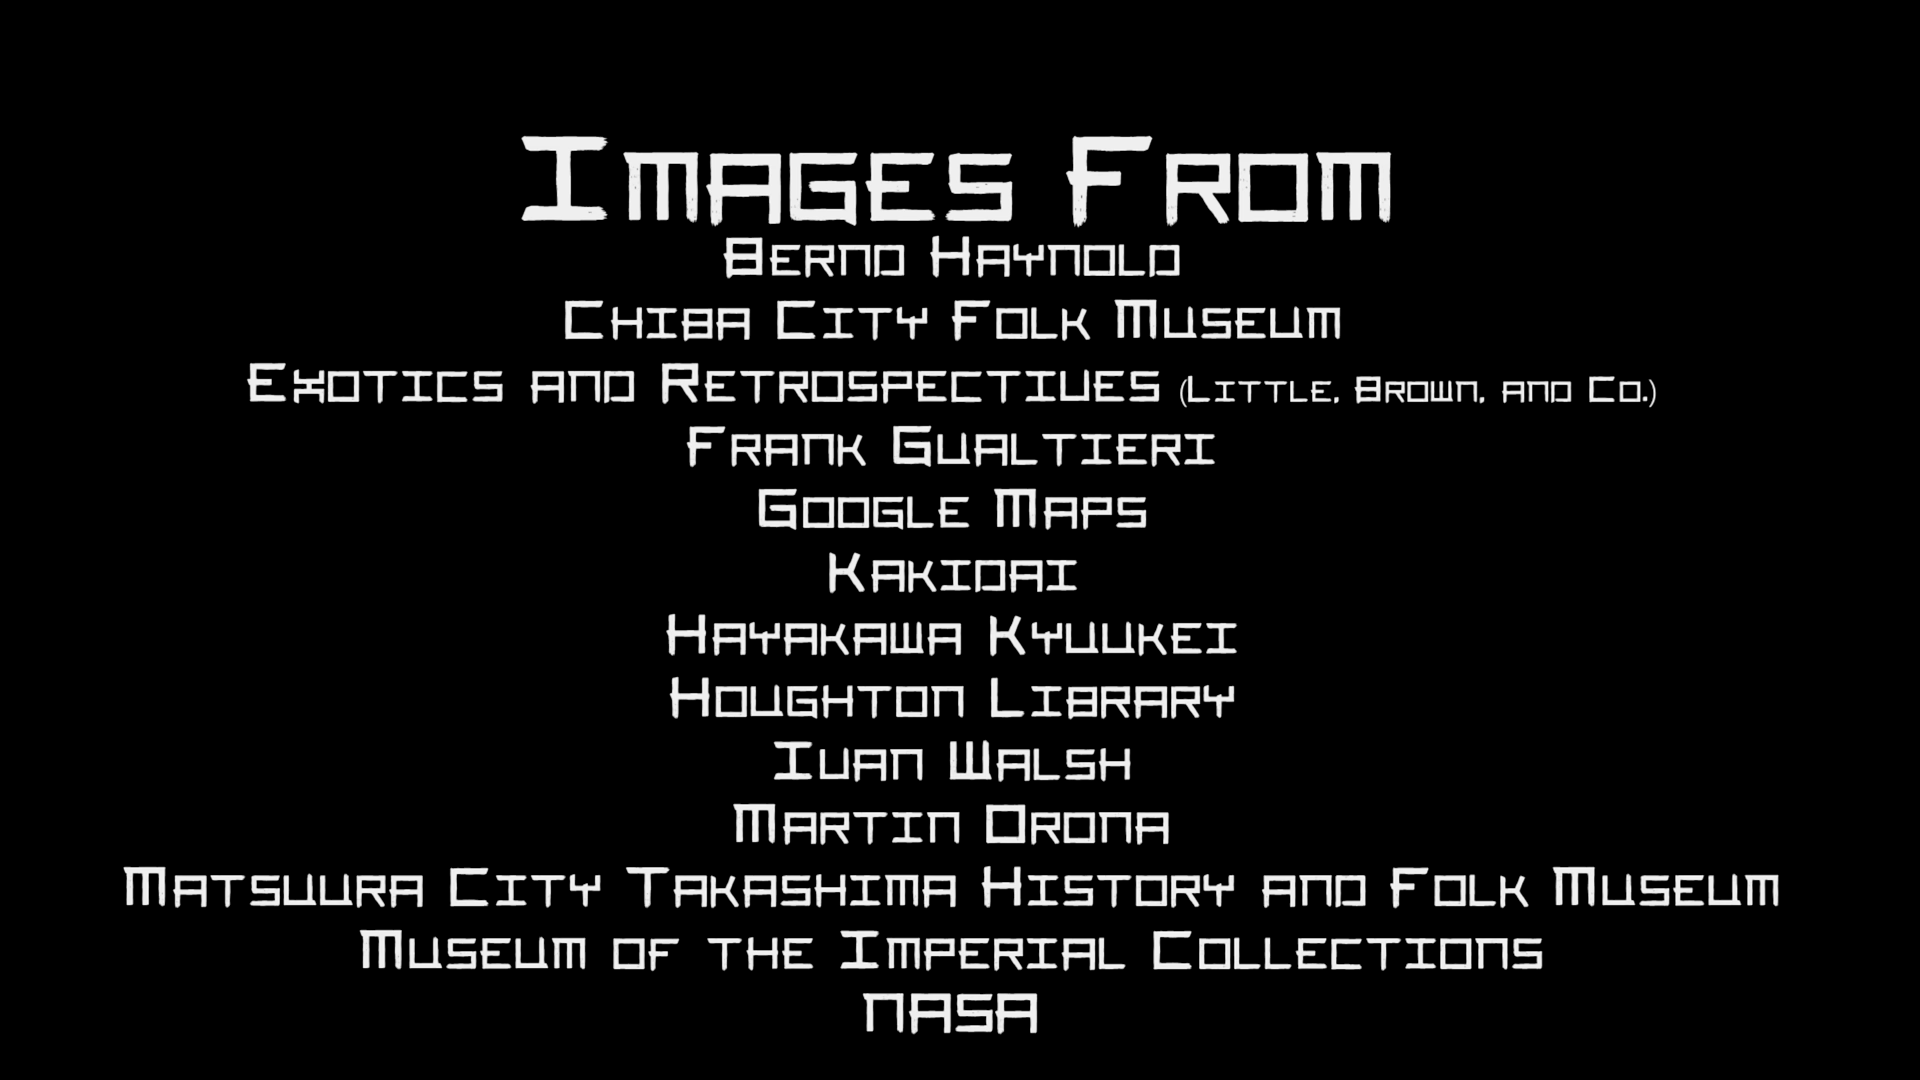 Images From
Bernd Haynold
Chiba City Folk Museum
Exotics and Retrospectives (Little, Brown, and Co.)
Frank Gualtieri
Google Maps
Kakidai
Hayakawa Kyuukei
Houghton Library
Ivan Walsh
Martin Orona
Matsuura City Takashima History and Folk Museum
Museum of the Imperial Collections
NASA